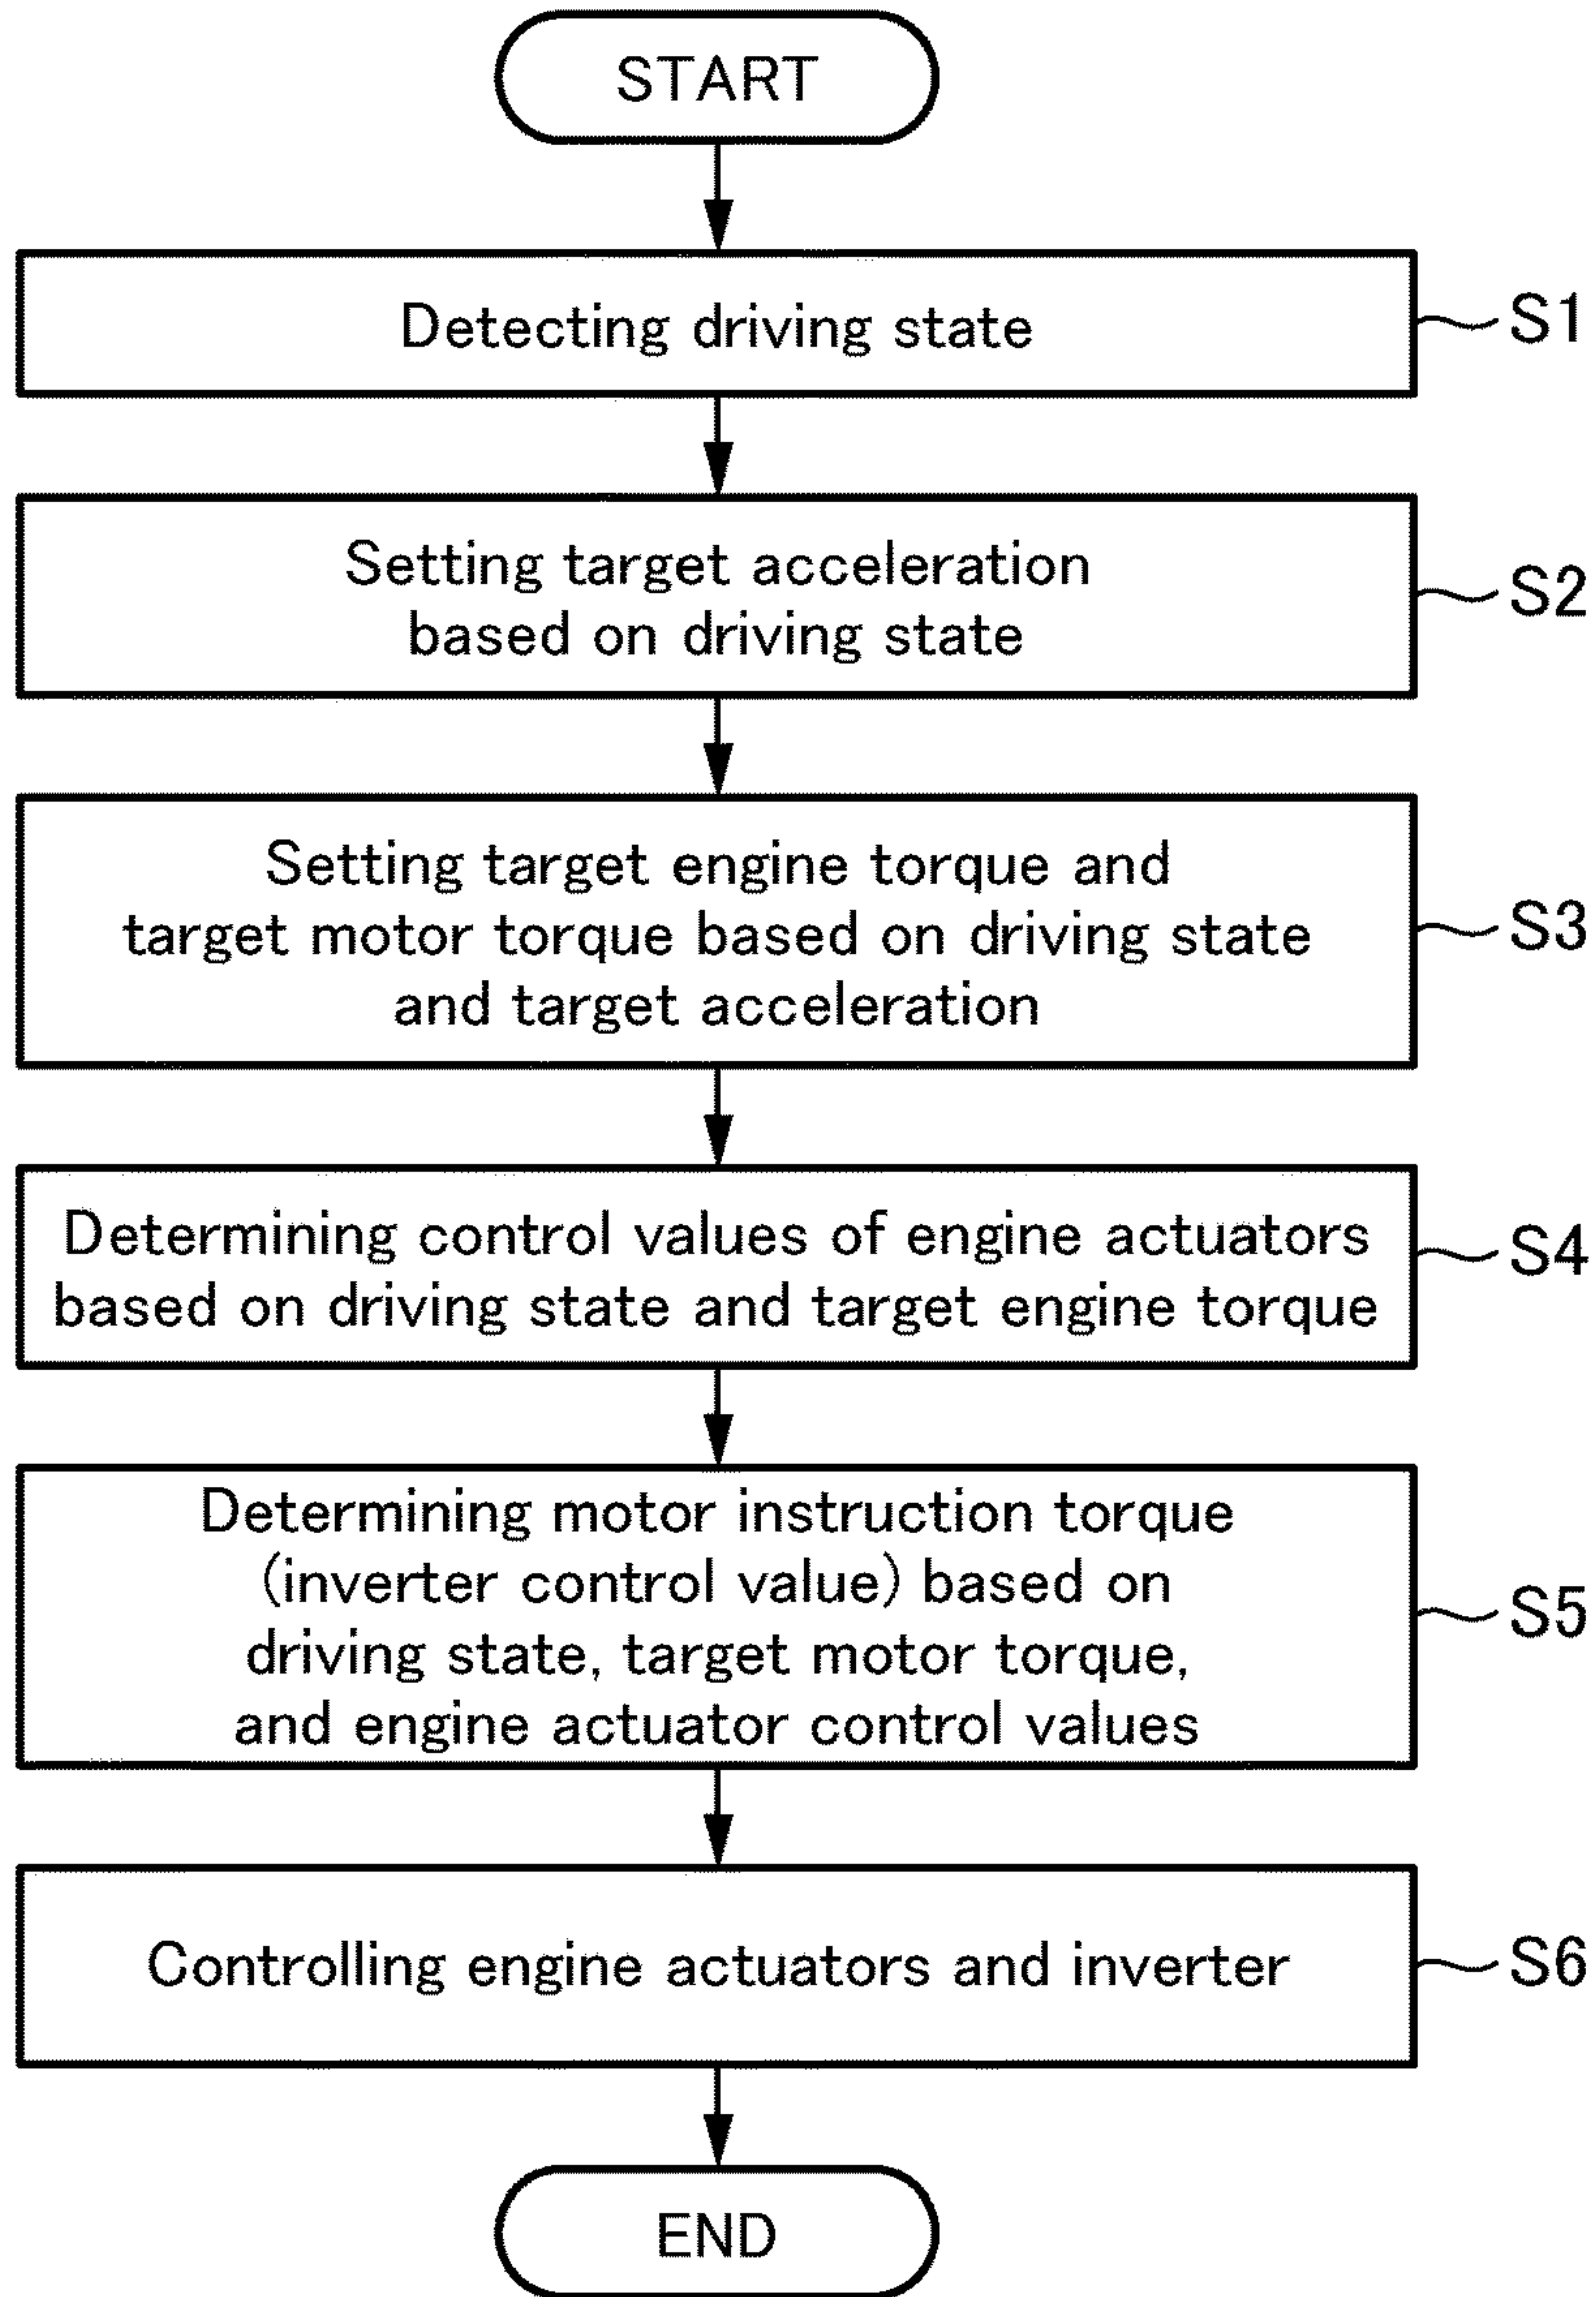 START
Detecting driving state
S1
Setting target acceleration
based on driving state
S2
Setting target engine torque and
target motor torque based on driving state
and target acceleration
S3
Determining control values of engine actuators
based on driving state and target engine torque
S4
Determining motor instruction torque
(inverter control value) based on
driving state, target motor torque,
and engine actuator control values
S5
Controlling engine actuators and inverter
S6
END